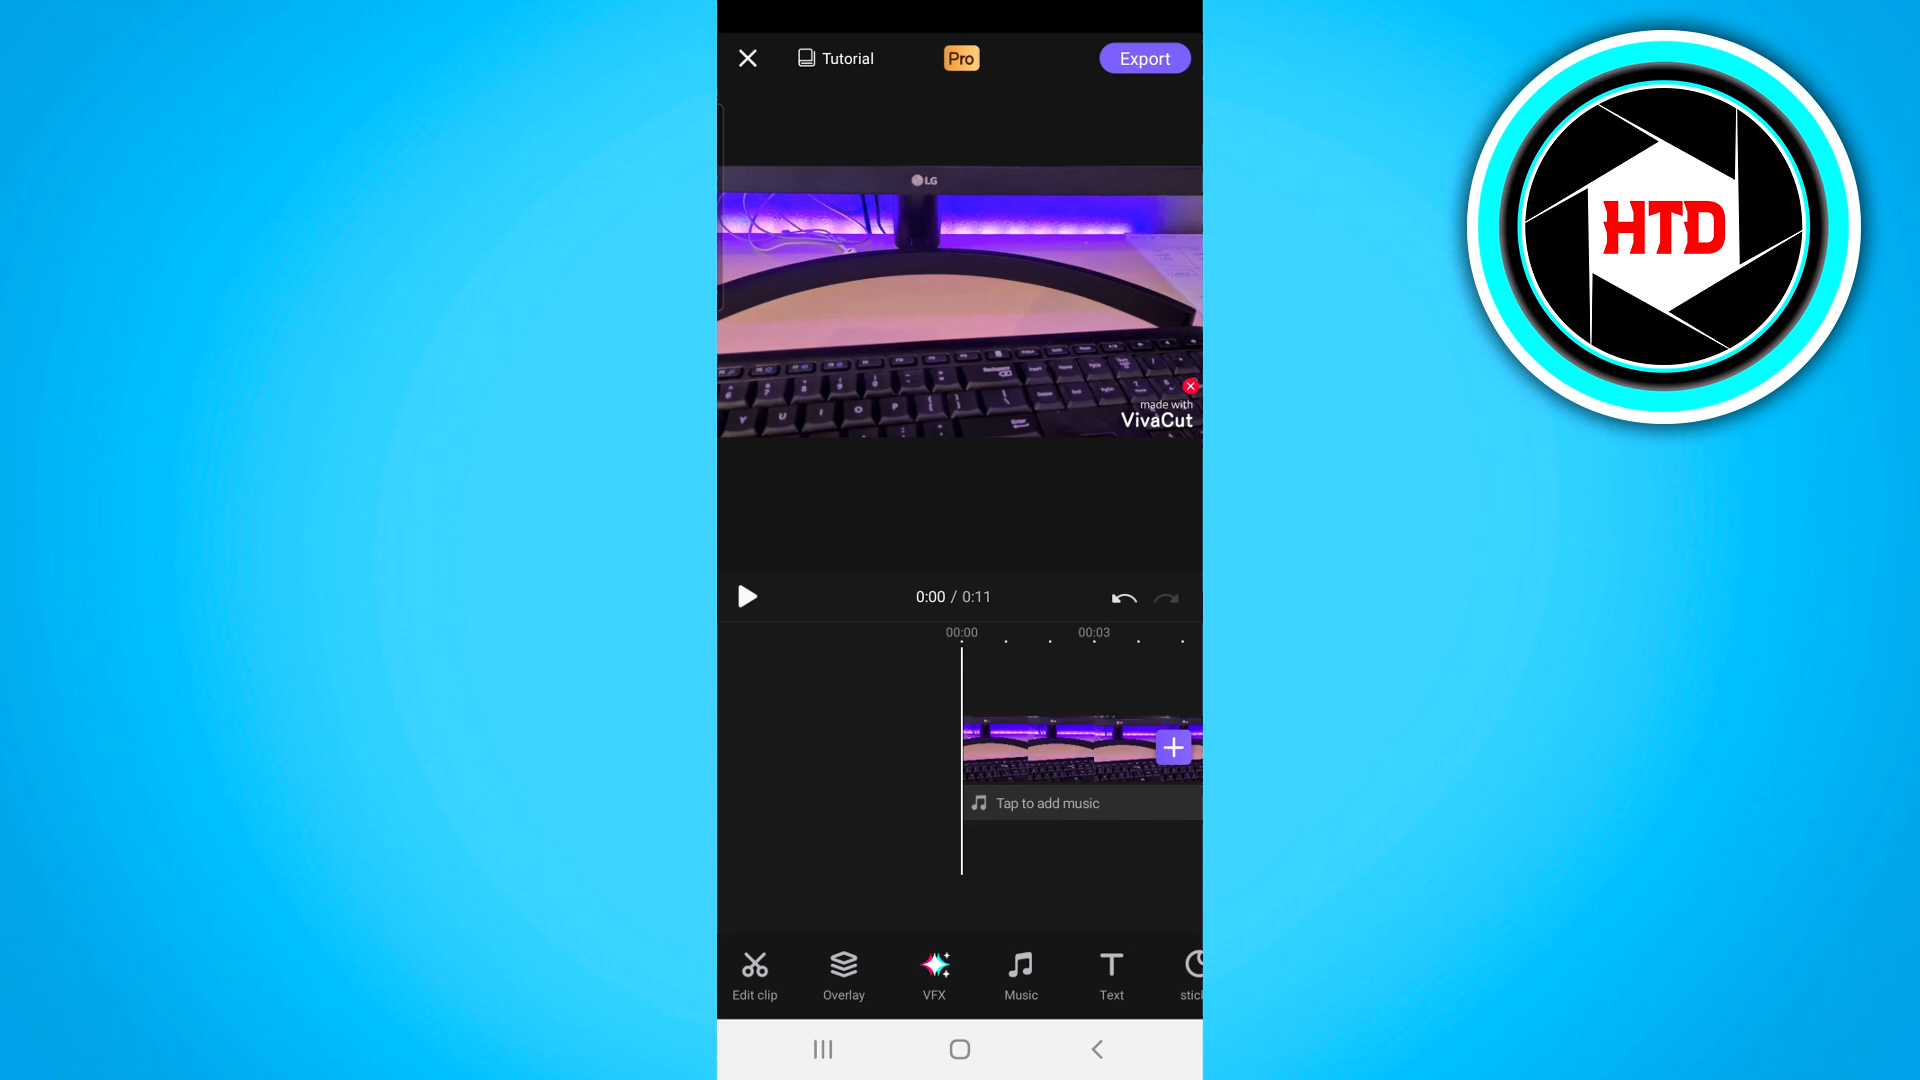 Tutorial
Pro
Export
LG
made with
VivaCut
0:00 / 0:11
00:00
00:03
Tap to add music
Edit clip
Overlay
VFX
Music
Text
stic
HTD